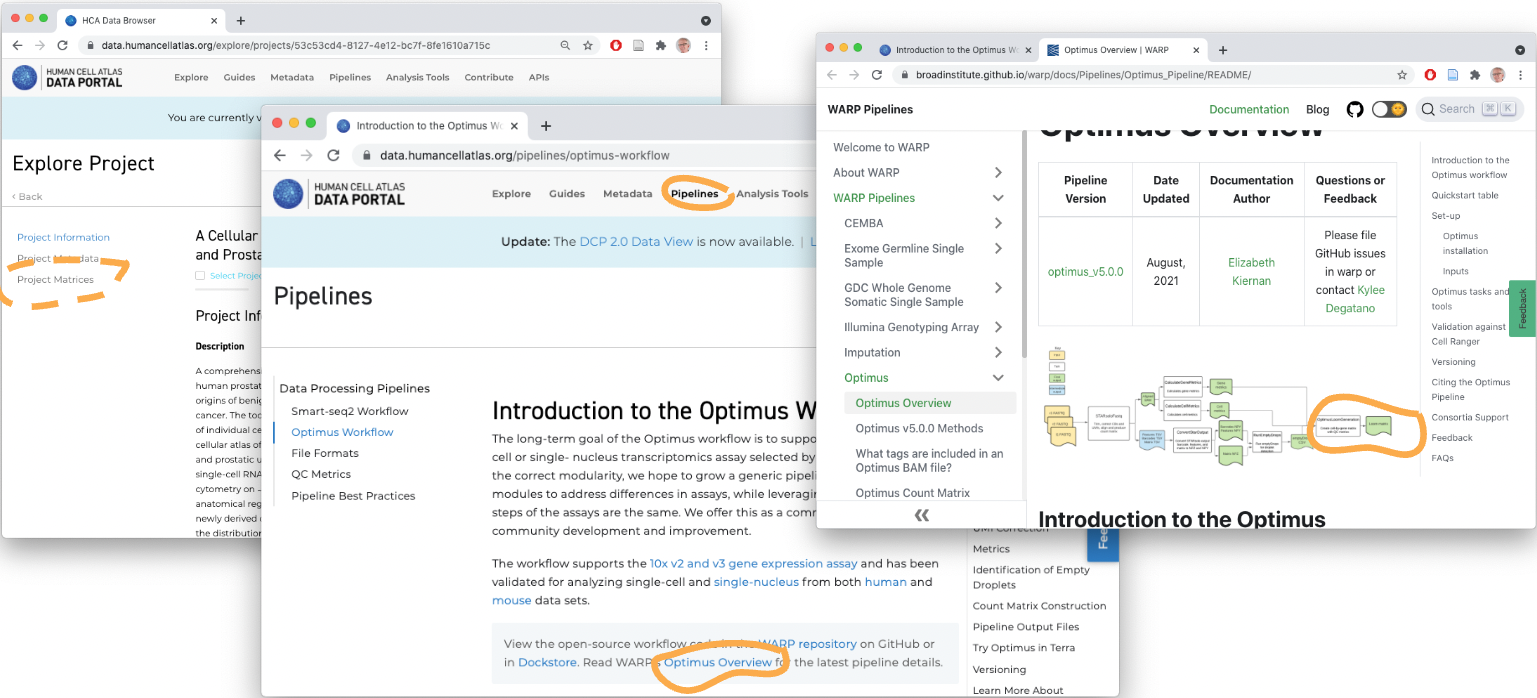 HCA Data Browser
data.humancellatlas.org/explore/projects/53c53cd4-8127-4e12-bc7f-8fe1610a715c
HUMAN CELL ATLAS
DATA PORTAL
Explore Guides Metadata Pipelines Analysis Tools Contribute APIs
You are currently v
Explore Project
Back
Project Information
Project Metadata
Project Matrices
A Cellular
and Prosta
Select Proje
Project Inf
Description
A comprehens
human prostat
origins of benig
cancer. The too
of individual ce
cellular atlas of
and prostatic u
single-cell RNA
cytometry on
anatomical reg
newly derived
the distribution
Introduction to the Optimus Wo
data.humancellatlas.org/pipelines/optimus-workflow
HUMAN CELL ATLAS
DATA PORTAL
Explore Guides Metadata Pipelines Analysis Tools
Update: The DCP 2.0 Data View is now available. | L
Pipelines
Data Processing Pipelines
Smart-seq2 Workflow
Optimus Workflow
File Formats
QC Metrics
Pipeline Best Practices
Introduction to the Optimus W
The long-term goal of the Optimus workflow is to suppo
cell or single- nucleus transcriptomics assay selected by
the correct modularity, we hope to grow a generic pipeli
modules to address differences in assays, while leveragin
steps of the assays are the same. We offer this as a comm
community development and improvement.
The workflow supports the 10x v2 and v3 gene expression assay and has been
validated for analyzing single-cell and single-nucleus from both human and
mouse data sets.
View the open-source workflow code in the WARP repository on GitHub or
in Dockstore. Read WARP's Optimus Overview for the latest pipeline details.
UMI Correction
Metrics
Identification of Empty
Droplets
Count Matrix Construction
Pipeline Output Files
Try Optimus in Terra
Versioning
Learn More About
Fee
Introduction to the Optimus Wo
Optimus Overview | WARP
broadinstitute.github.io/warp/docs/Pipelines/Optimus_Pipeline/README/
WARP Pipelines
Documentation Blog Search K
Welcome to WARP
About WARP
WARP Pipelines
CEMBA
Exome Germline Single
Sample
GDC Whole Genome
Somatic Single Sample
Illumina Genotyping Array
Imputation
Optimus
Optimus Overview
Optimus v5.0.0 Methods
What tags are included in an
Optimus BAM file?
Optimus Count Matrix
Optimus Overview
Pipeline
Version
Date
Updated
Documentation
Author
Questions or
Feedback
optimus_v5.0.0
August,
2021
Elizabeth
Kiernan
Please file
GitHub issues
in warp or
contact Kylee
Degatano
Introduction to the Optimus
Introduction to the
Optimus workflow
Quickstart table
Set-up
Optimus
installation
Inputs
Optimus tasks and
tools
Validation against
Cell Ranger
Versioning
Citing the Optimus
Pipeline
Consortia Support
Feedback
FAQs
Feedback